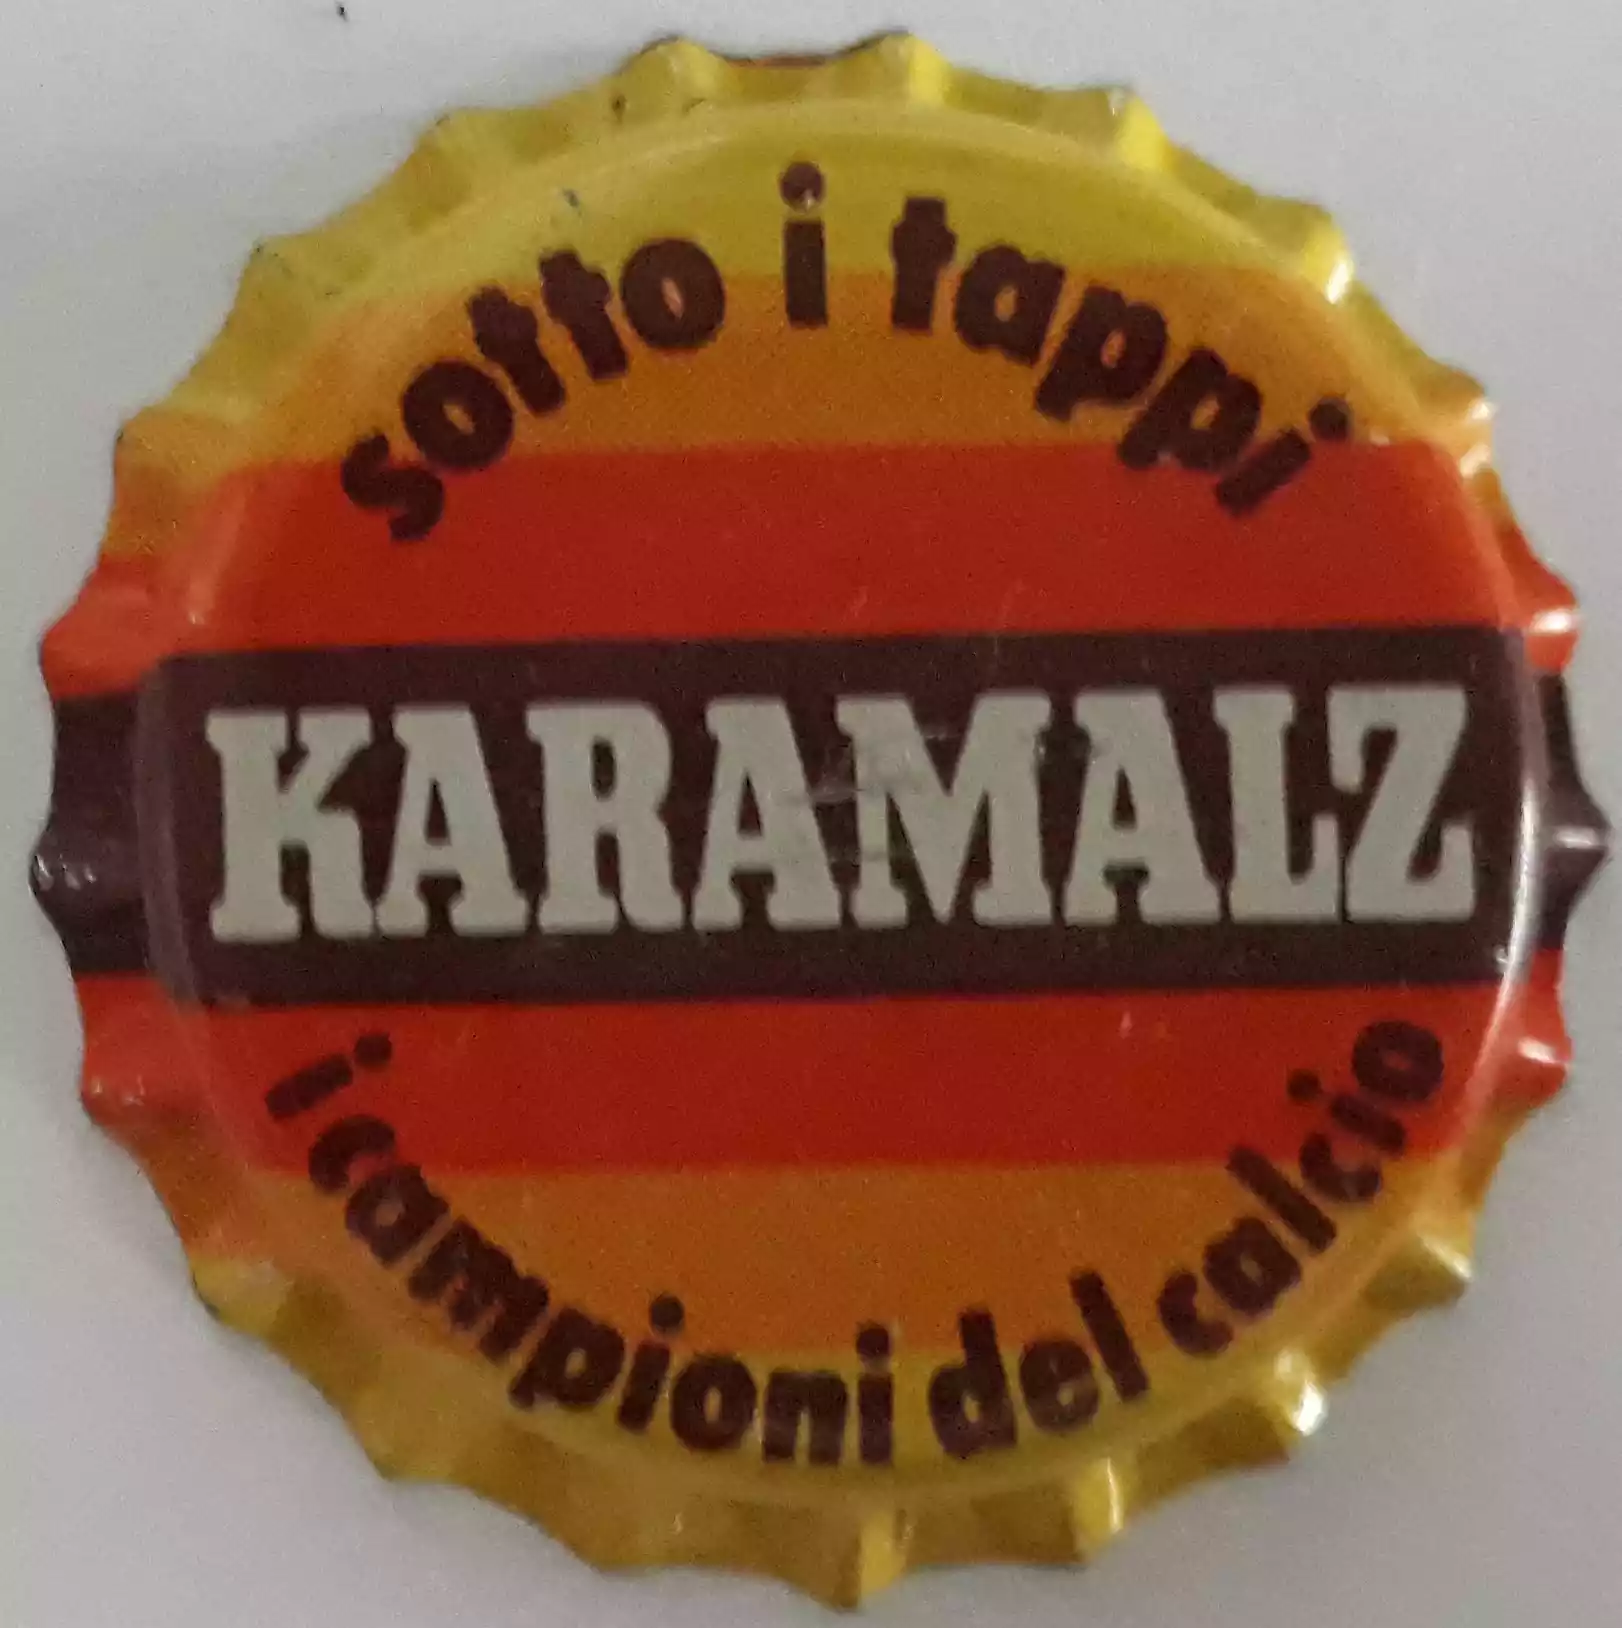 sotto i tappi
KARAMALZ
i campioni del calcio